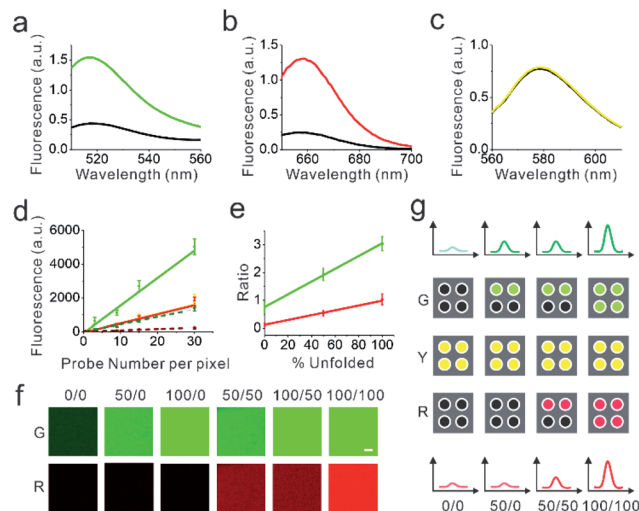 a b c
Fluorescence (a.u.) 1.5 1.0 0.5 0.0
520 540 560
Wavelength (nm)
Fluorescence (a.u.) 1.5 1.0 0.5 0.0
660 680 700
Wavelength (nm)
Fluorescence (a.u.) 1.0 0.5 0.0
560 580 600
Wavelength (nm)
d e g
Fluorescence (a.u.) 6000 4000 2000 0
0 10 20 30
Probe Number per pixel
Ratio 3 2 1 0
0 20 40 60 80 100
% Unfolded
f
0/0 50/0 100/0 50/50 100/50 100/100
G
R
G
Y
R
0/0 50/0 50/50 100/100